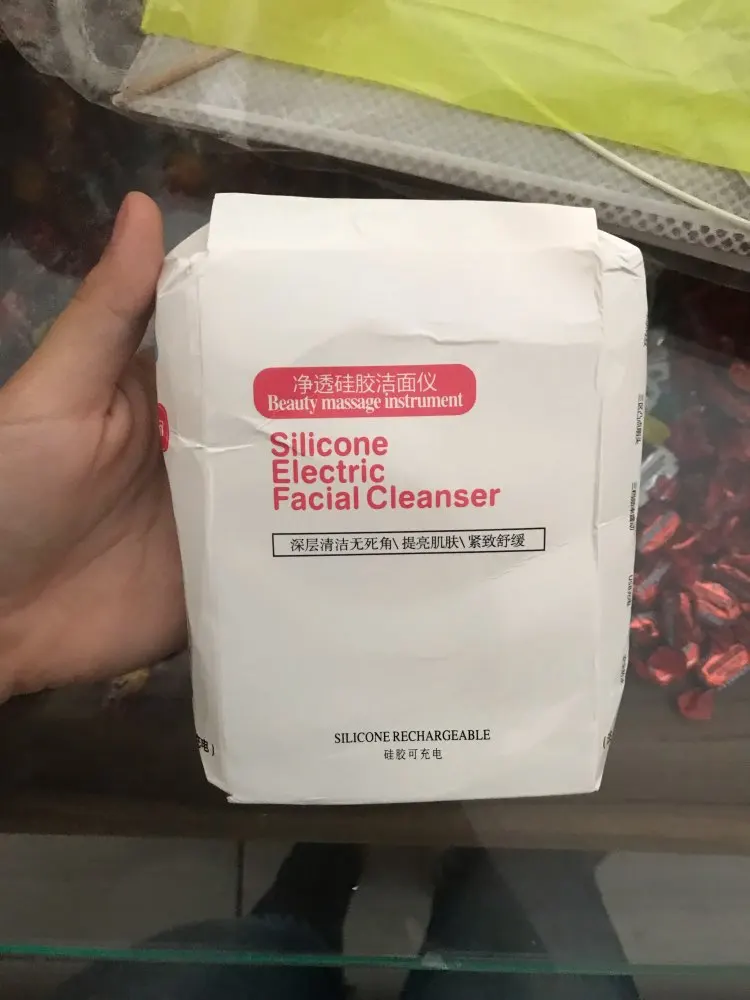 净透硅胶洁面仪
Beauty massage instrument
Silicone
Electric
Facial Cleanser
深层清洁无死角\ 提亮肌肤\ 紧致舒缓
SILICONE RECHARGEABLE
硅胶可充电